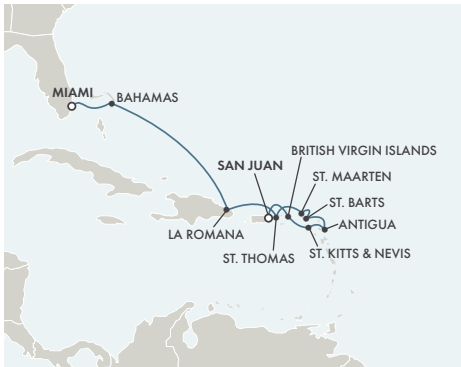 MIAMI
BAHAMAS
BRITISH VIRGIN ISLANDS
SAN JUAN
ST. MAARTEN
ST. BARTS
ANTIGUA
LA ROMANA
ST. THOMAS
ST. KITTS & NEVIS